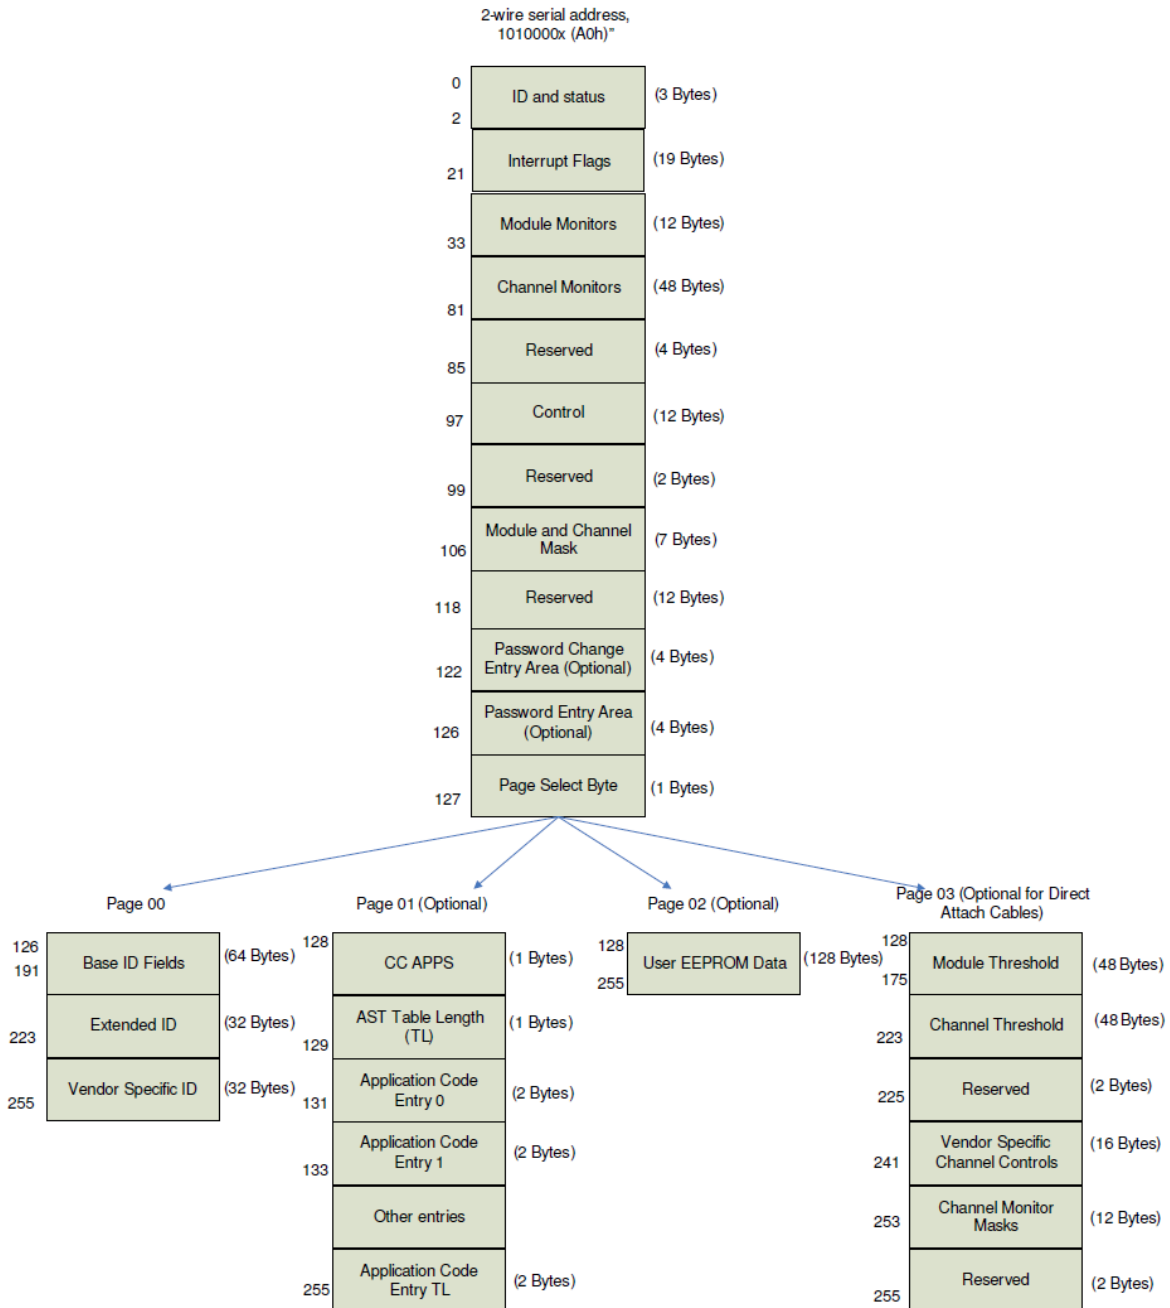 2-wire serial address,
1010000x (A0h)"
0
ID and status
(3 Bytes)
2
Interrupt Flags
(19 Bytes)
21
Module Monitors
(12 Bytes)
33
Channel Monitors
(48 Bytes)
81
Reserved
(4 Bytes)
85
Control
(12 Bytes)
97
Reserved
(2 Bytes)
99
Module and Channel
Mask
(7 Bytes)
106
Reserved
(12 Bytes)
118
Password Change
Entry Area (Optional)
(4 Bytes)
122
Password Entry Area
(Optional)
(4 Bytes)
126
Page Select Byte
(1 Bytes)
127
Page 00
126
Base ID Fields
(64 Bytes)
191
Extended ID
(32 Bytes)
223
Vendor Specific ID
(32 Bytes)
255
Page 01 (Optional)
128
CC APPS
(1 Bytes)
AST Table Length
(TL)
(1 Bytes)
129
Application Code
Entry 0
(2 Bytes)
131
Application Code
Entry 1
(2 Bytes)
133
Other entries
Application Code
Entry TL
(2 Bytes)
255
Page 02 (Optional)
128
User EEPROM Data
(128 Bytes)
255
Page 03 (Optional for Direct
Attach Cables)
128
Module Threshold
(48 Bytes)
175
Channel Threshold
(48 Bytes)
223
Reserved
(2 Bytes)
225
Vendor Specific
Channel Controls
(16 Bytes)
241
Channel Monitor
Masks
(12 Bytes)
253
Reserved
(2 Bytes)
255